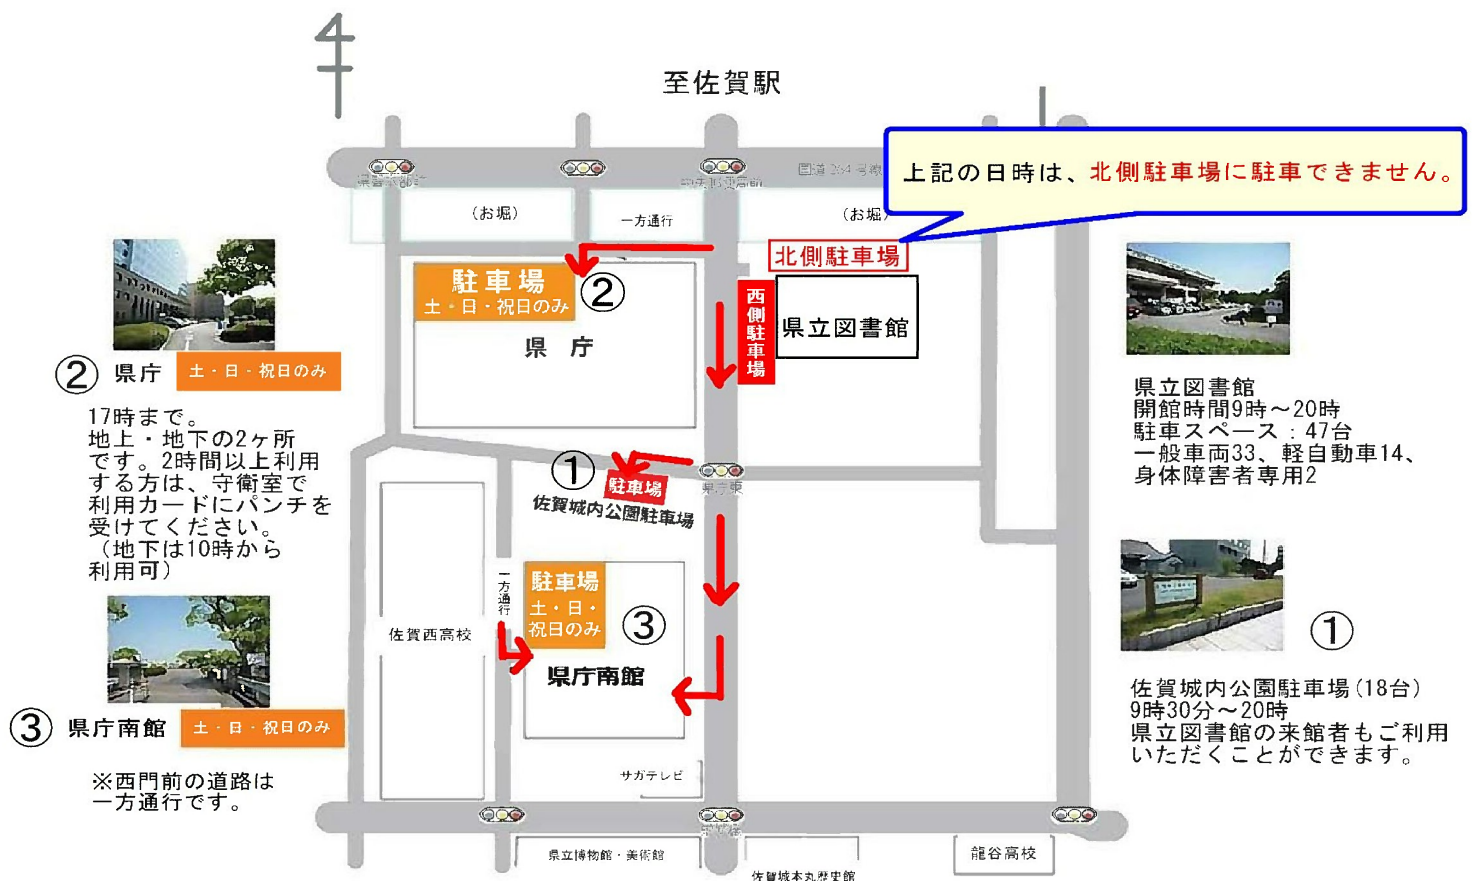 至佐賀駅
上記の日時は、北側駐車場に駐車できません。
(お堀)
一方通行
(お堀)
北側駐車場
駐車場
土・日・祝日のみ
②
県 庁
西側駐車場
県立図書館
② 県庁 土・日・祝日のみ
17時まで。
地上・地下の2ヶ所
です。2時間以上利用
する方は、守衛室で
利用カードにパンチを
受けてください。
(地下は10時から
利用可)
県立図書館
開館時間9時～20時
駐車スペース:47台
一般車両33、軽自動車14、
身体障害者専用2
①
駐車場
佐賀城内公園駐車場
県庁東
一方通行
駐車場
土・日・
祝日のみ
③
県庁南館
佐賀西高校
③ 県庁南館 土・日・祝日のみ
※西門前の道路は
一方通行です。
①
佐賀城内公園駐車場(18台)
9時30分～20時
県立図書館の来館者もご利用
いただくことができます。
サガテレビ
県立博物館・美術館
佐賀城本丸歴史館
龍谷高校